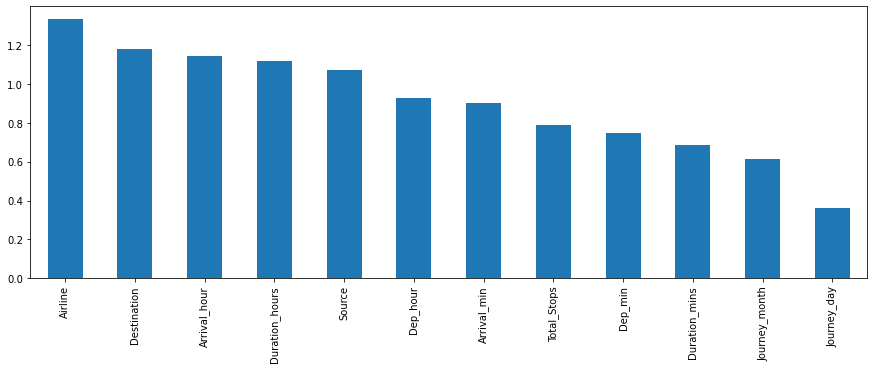 1.2
1.0
0.8
0.6
0.4
0.2
0.0
Airline
Destination
Arrival_hour
Duration_hours
Source
Dep_hour
Arrival_min
Total_Stops
Dep_min
Duration_mins
Journey_month
Journey_day